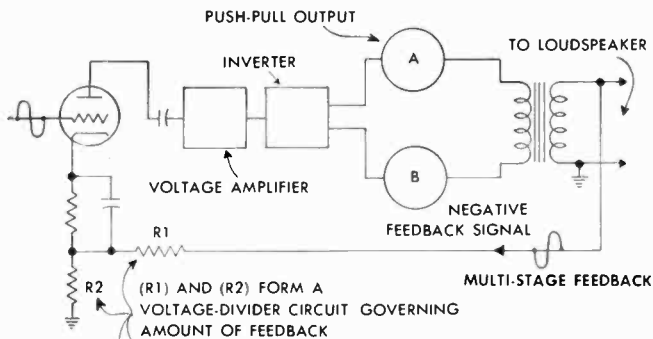 PUSH-PULL OUTPUT
TO LOUDSPEAKER
INVERTER
A
VOLTAGE AMPLIFIER
B
NEGATIVE
FEEDBACK SIGNAL
R1
MULTI-STAGE FEEDBACK
R2
(R1) AND (R2) FORM A
VOLTAGE-DIVIDER CIRCUIT GOVERNING
AMOUNT OF FEEDBACK